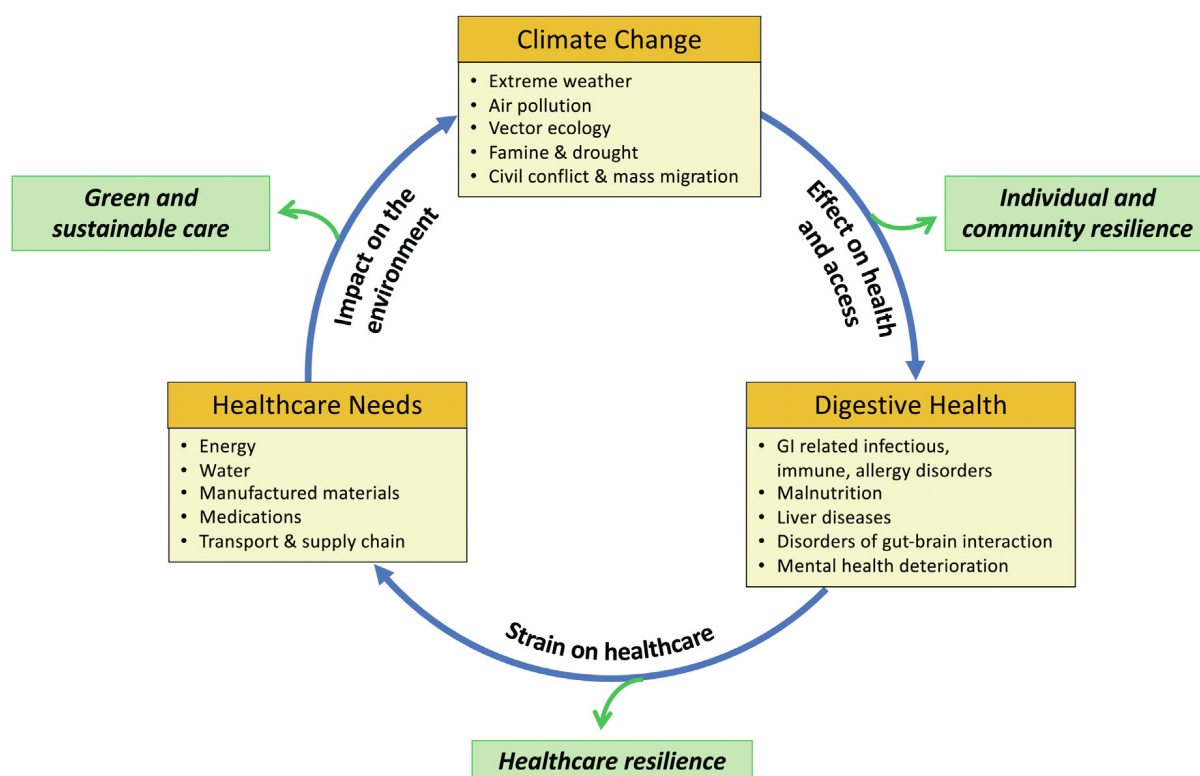 Climate Change
• Extreme weather
• Air pollution
• Vector ecology
• Famine & drought
• Civil conflict & mass migration
Green and
sustainable care
Individual and
community resilience
Impact on the
environment
Effect on health
and access
Healthcare Needs
• Energy
• Water
• Manufactured materials
• Medications
• Transport & supply chain
Digestive Health
• GI related infectious,
immune, allergy disorders
• Malnutrition
• Liver diseases
• Disorders of gut-brain interaction
• Mental health deterioration
Strain on healthcare
Healthcare resilience